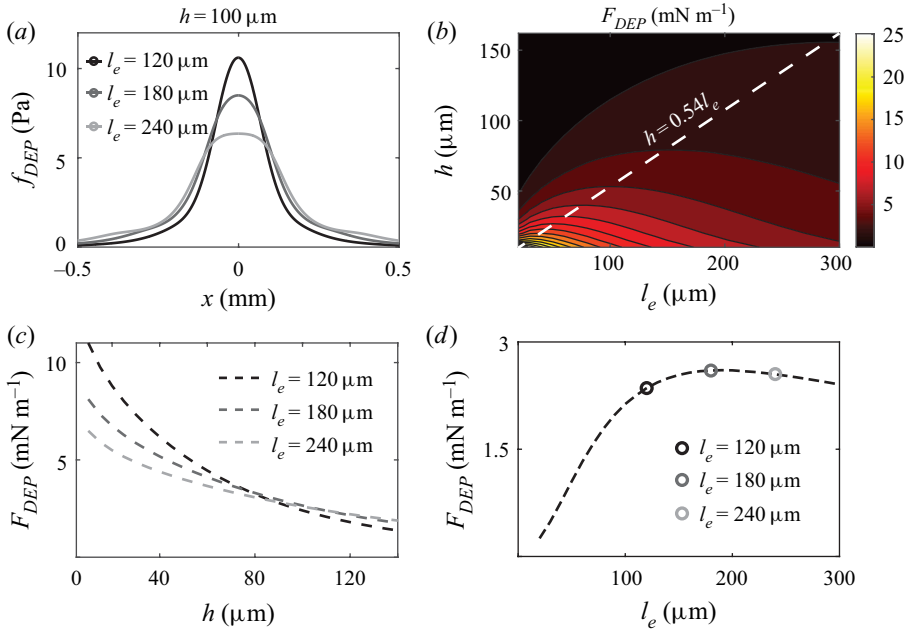 h = 100 μm
(a)
10
5
0
f_DEP (Pa)
l_e = 120 μm
l_e = 180 μm
l_e = 240 μm
−0.5
0
0.5
x (mm)
F_DEP (mN m⁻¹)
(b)
150
100
50
h (μm)
h = 0.54l_e
100
200
300
l_e (μm)
25
20
15
10
5
(c)
10
5
F_DEP (mN m⁻¹)
l_e = 120 μm
l_e = 180 μm
l_e = 240 μm
0
40
80
120
h (μm)
(d)
3
1.5
F_DEP (mN m⁻¹)
l_e = 120 μm
l_e = 180 μm
l_e = 240 μm
100
200
300
l_e (μm)